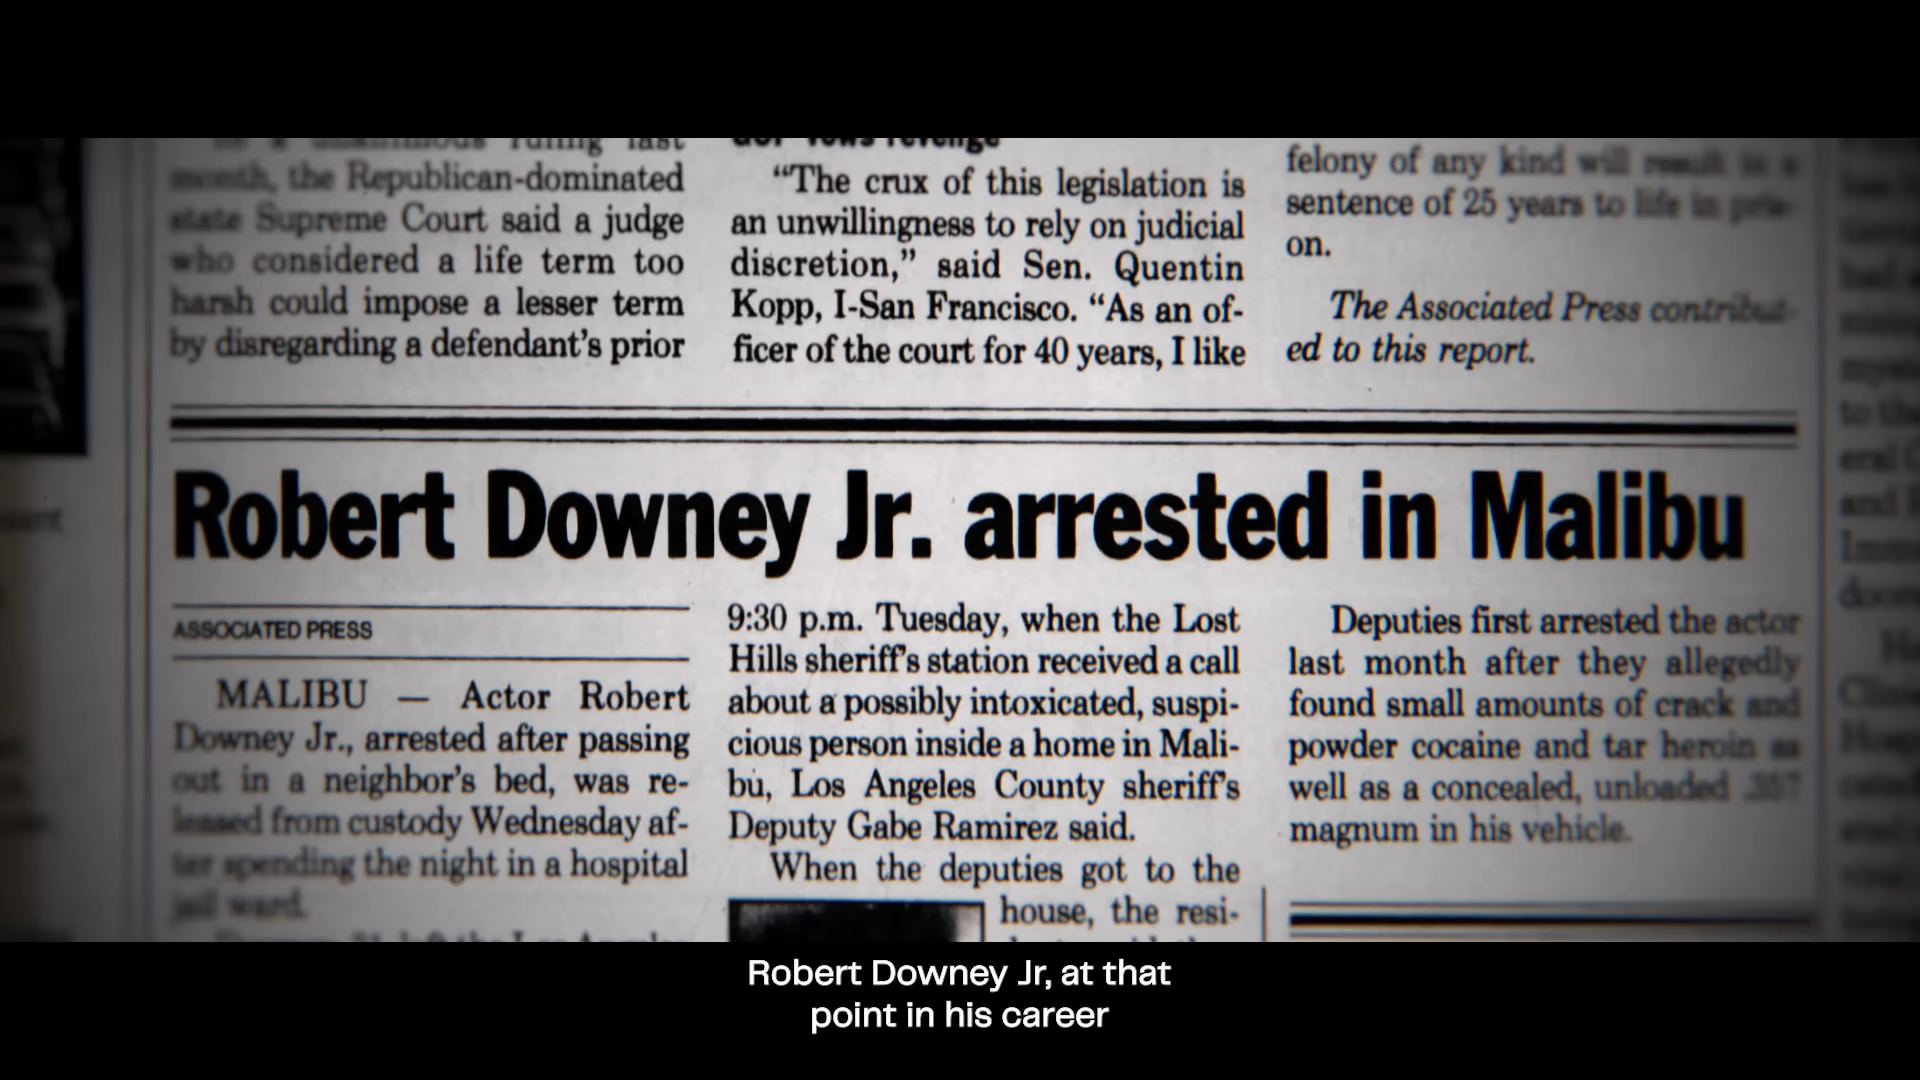 month, the Republican-dominated
state Supreme Court said a judge
who considered a life term too
harsh could impose a lesser term
by disregarding a defendant's prior
"The crux of this legislation is
an unwillingness to rely on judicial
discretion," said Sen. Quentin
Kopp, I-San Francisco. "As an of-
ficer of the court for 40 years, I like
felony of any kind will result in a
sentence of 25 years to life in pris-
on.
The Associated Press contribut-
ed to this report.
Robert Downey Jr. arrested in Malibu
ASSOCIATED PRESS
MALIBU — Actor Robert
Downey Jr., arrested after passing
out in a neighbor's bed, was re-
leased from custody Wednesday af-
ter spending the night in a hospital
jail ward.
9:30 p.m. Tuesday, when the Lost
Hills sheriff's station received a call
about a possibly intoxicated, suspi-
cious person inside a home in Mali-
bu, Los Angeles County sheriff's
Deputy Gabe Ramirez said.
When the deputies got to the
house, the resi-
Deputies first arrested the actor
last month after they allegedly
found small amounts of crack and
powder cocaine and tar heroin as
well as a concealed, unloaded .357
magnum in his vehicle.
Robert Downey Jr, at that
point in his career